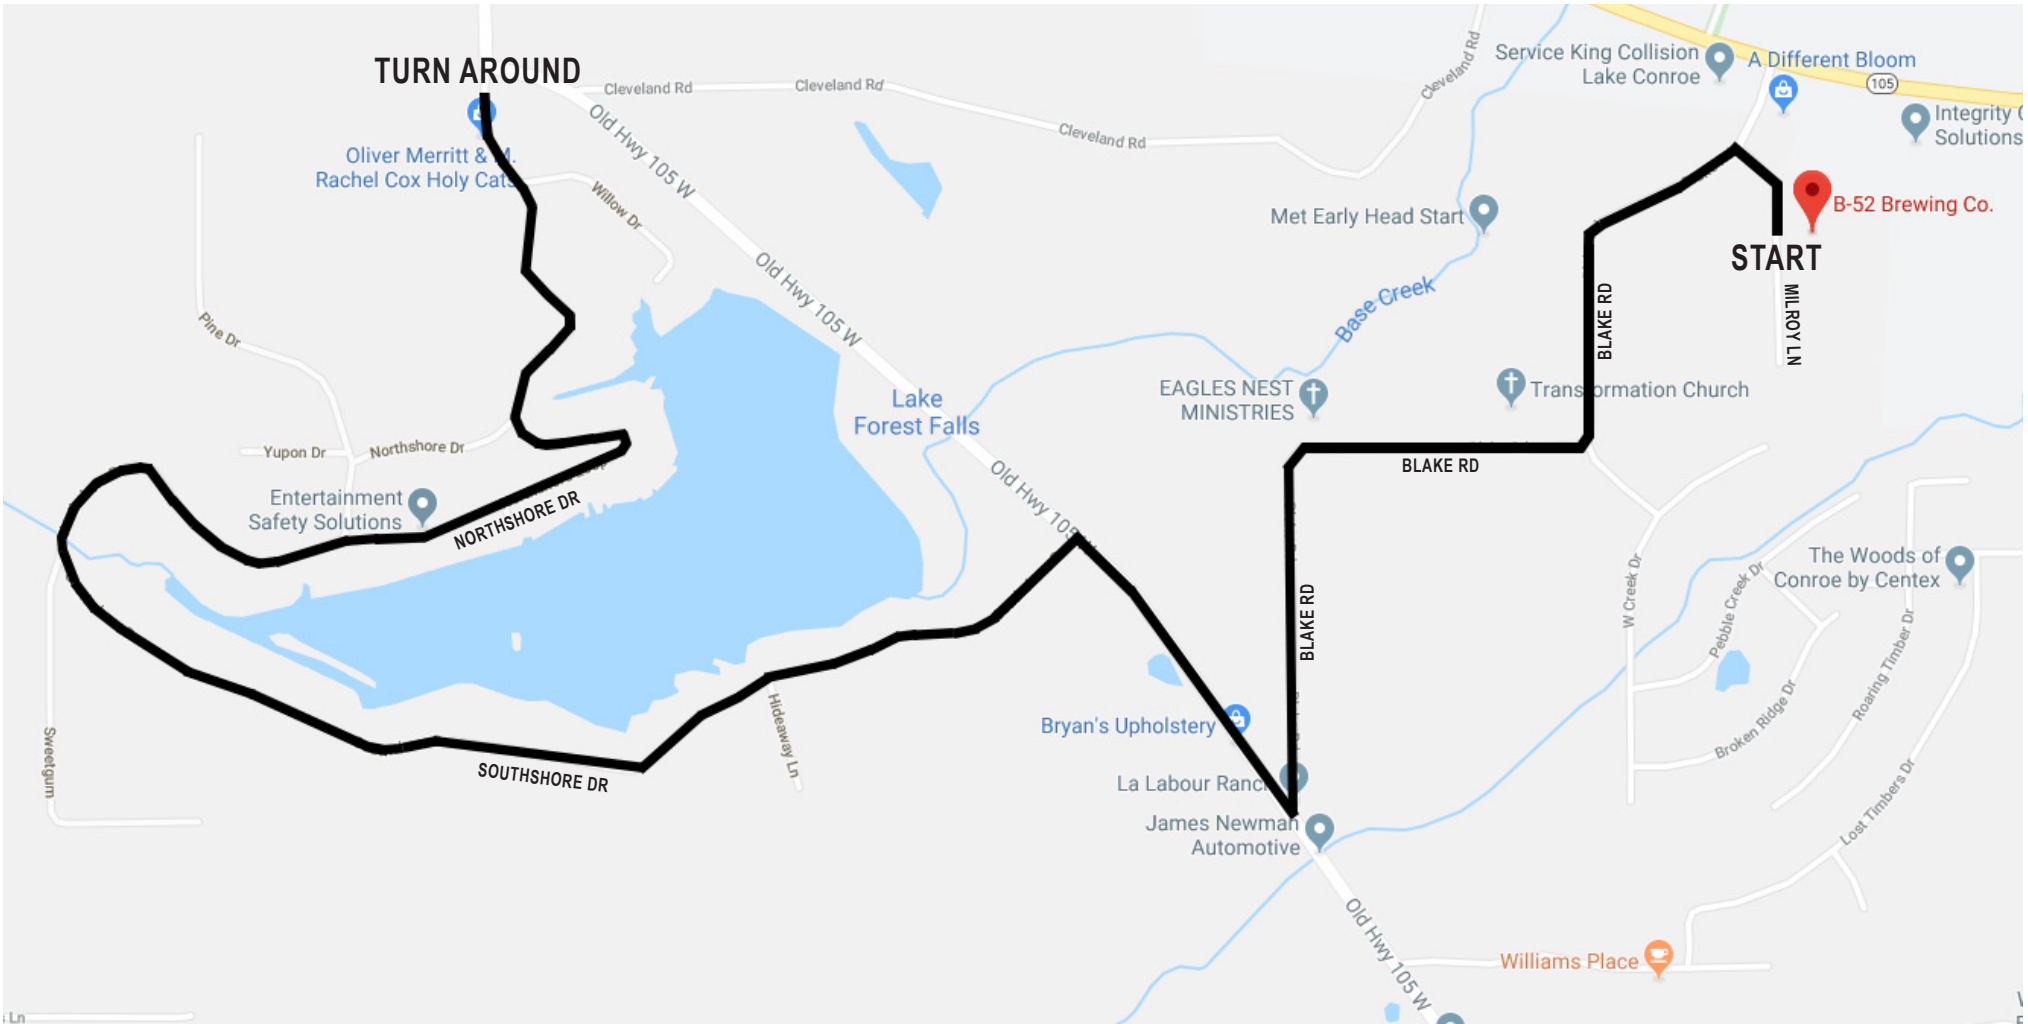 TURN AROUND
Cleveland Rd
Cleveland Rd
Cleveland Rd
Cleveland Rd
Service King Collision
Lake Conroe
A Different Bloom
105
Integrity
Solutions
Oliver Merritt & M.
Rachel Cox Holy Cats
Old Hwy 105 W
Willow Dr
Met Early Head Start
B-52 Brewing Co.
START
Old Hwy 105 W
Base Creek
BLAKE RD
MILROY LN
Pine Dr
Lake
Forest Falls
EAGLES NEST
MINISTRIES
Transformation Church
Yupon Dr
Northshore Dr
BLAKE RD
Old Hwy 105 W
Entertainment
Safety Solutions
NORTHSHORE DR
The Woods of
Conroe by Centex
W Creek Dr
Pebble Creek Dr
BLAKE RD
Roaring Timber Dr
Broken Ridge Dr
Hideaway Ln
Sweetgum
SOUTHSHORE DR
Bryan's Upholstery
La Labour Ranc
James Newman
Automotive
Lost Timbers Dr
Old Hwy 105 W
Williams Place
Ln